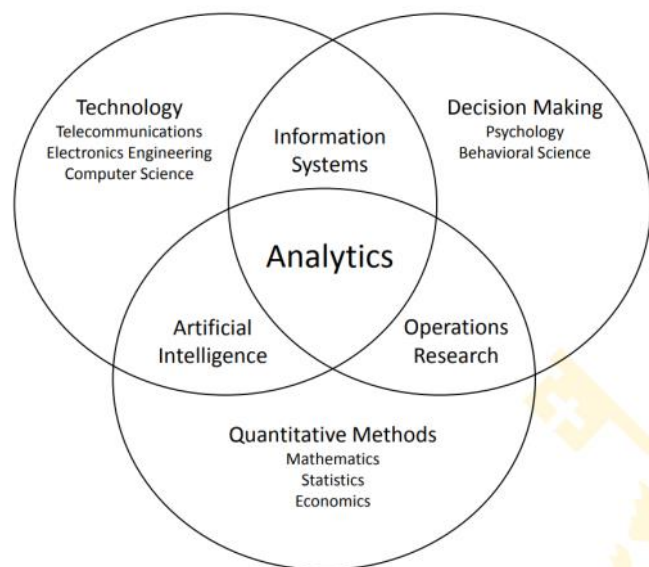 Technology
Telecommunications
Electronics Engineering
Computer Science
Information
Systems
Decision Making
Psychology
Behavioral Science
Analytics
Artificial
Intelligence
Operations
Research
Quantitative Methods
Mathematics
Statistics
Economics